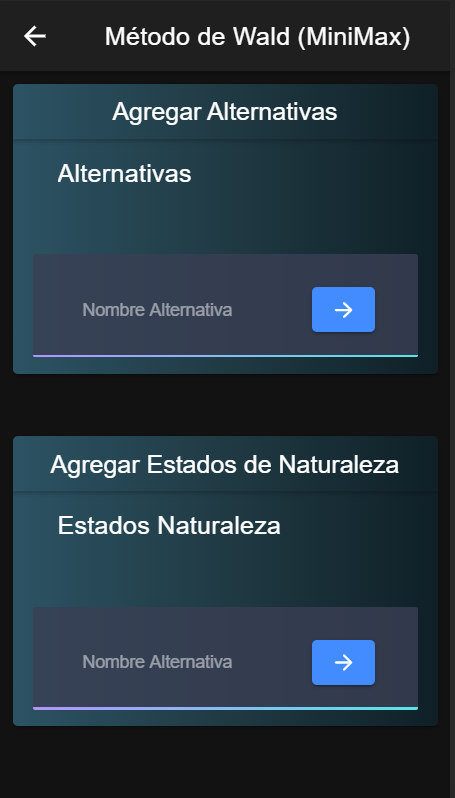 Método de Wald (MiniMax)
Agregar Alternativas
Alternativas
Nombre Alternativa
Agregar Estados de Naturaleza
Estados Naturaleza
Nombre Alternativa